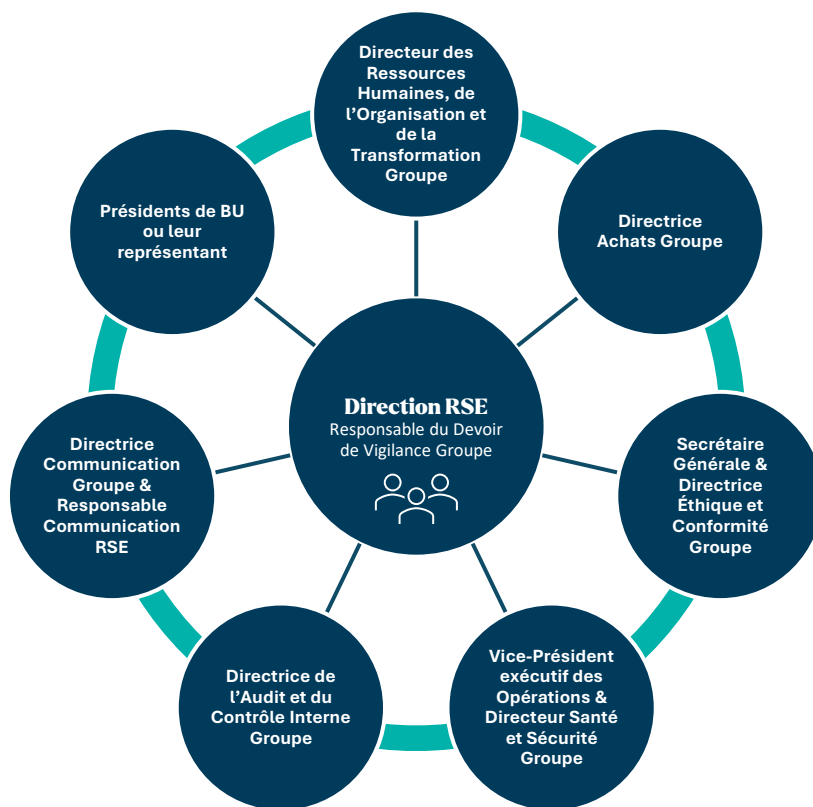 Directeur des
Ressources
Humaines, de
l'Organisation et
de la
Transformation
Groupe
Présidents de BU
ou leur
représentant
Directrice
Achats Groupe
Direction RSE
Responsable du Devoir
de Vigilance Groupe
Directrice
Communication
Groupe &
Responsable
Communication
RSE
Secrétaire
Générale &
Directrice
Éthique et
Conformité
Groupe
Directrice de
l'Audit et du
Contrôle Interne
Groupe
Vice-Président
exécutif des
Opérations &
Directeur Santé
et Sécurité
Groupe